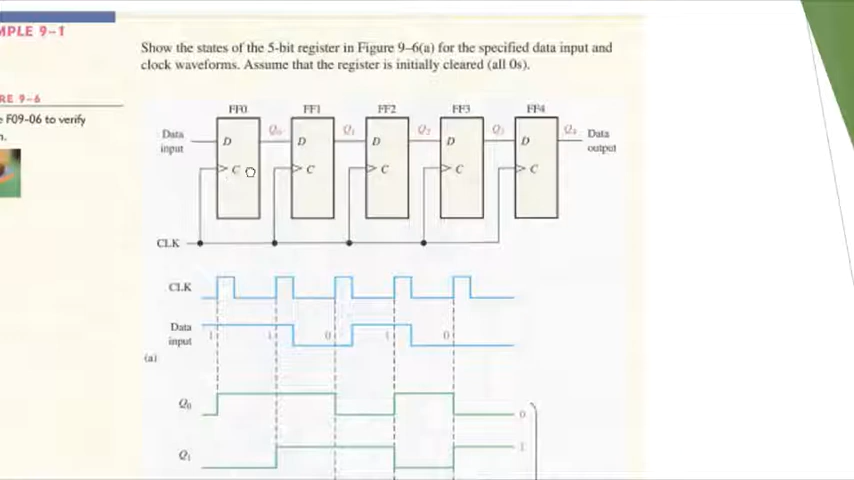 MPLE 9-1
Show the states of the 5-bit register in Figure 9–6(a) for the specified data input and
clock waveforms. Assume that the register is initially cleared (all 0s).
RE 9-6
F09-06 to verify
FF0 FF1 FF2 FF3 FF4
Data
input
D Q0 D Q1 D Q2 D Q3 D Q4
Data
output
C C C C C
CLK
CLK
Data
input
1 1 0 1 0
(a)
Q0
0
Q1
1